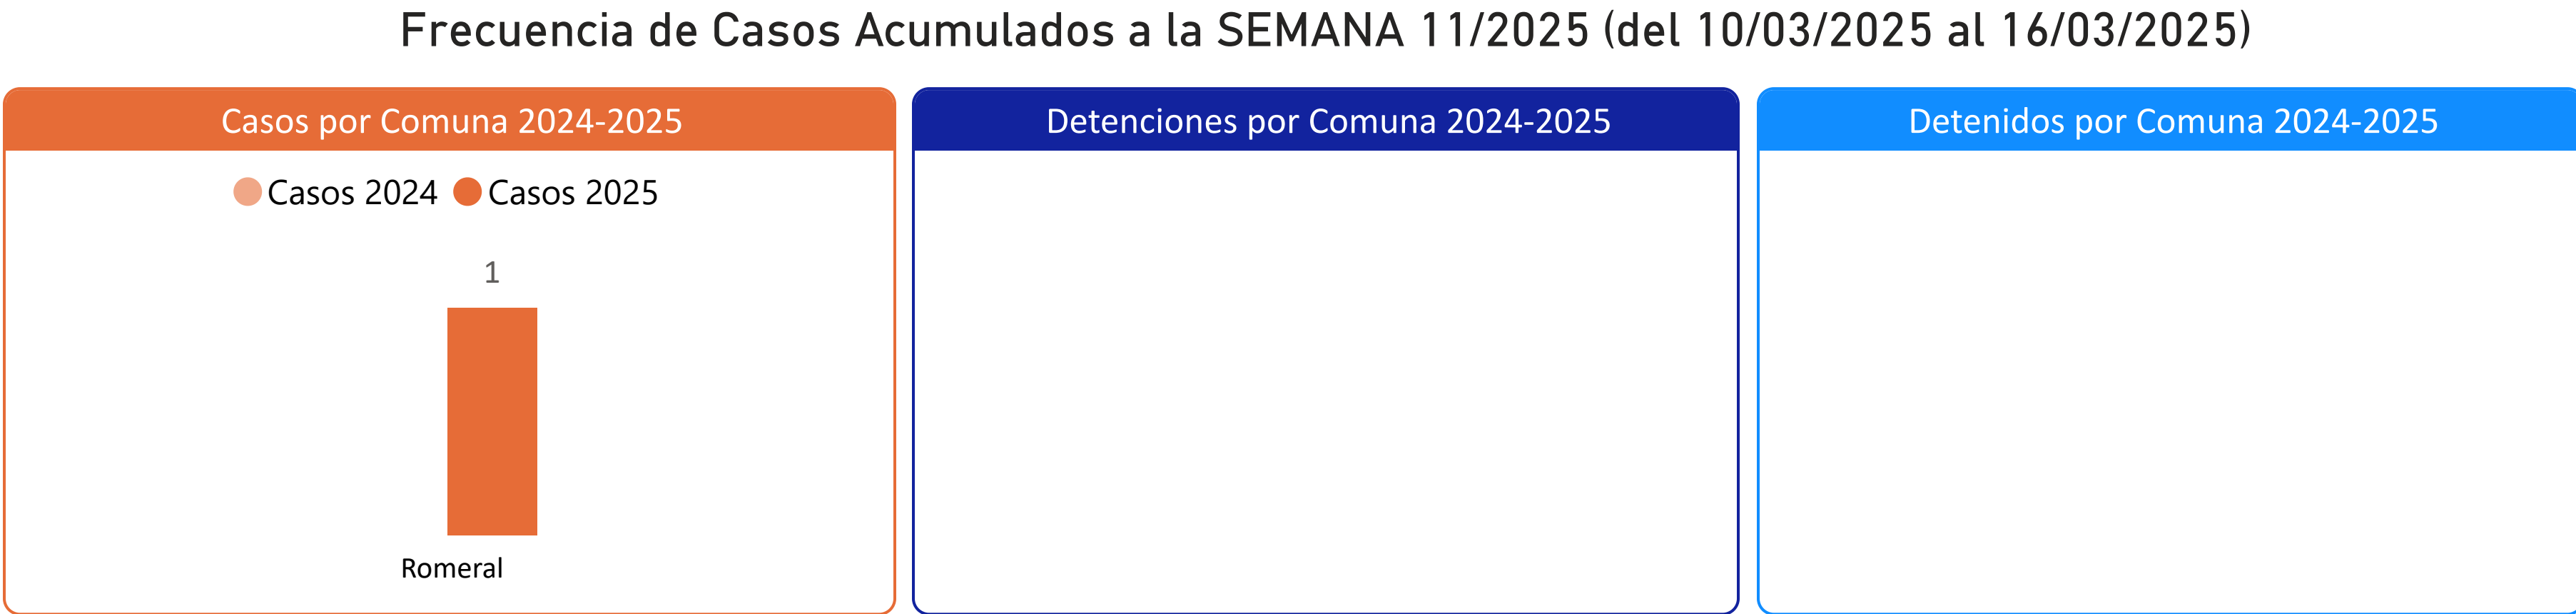 Frecuencia de Casos Acumulados a la SEMANA 11/2025 (del 10/03/2025 al 16/03/2025)
Casos por Comuna 2024-2025
Casos 2024 Casos 2025
1
Romeral
Detenciones por Comuna 2024-2025
Detenidos por Comuna 2024-2025